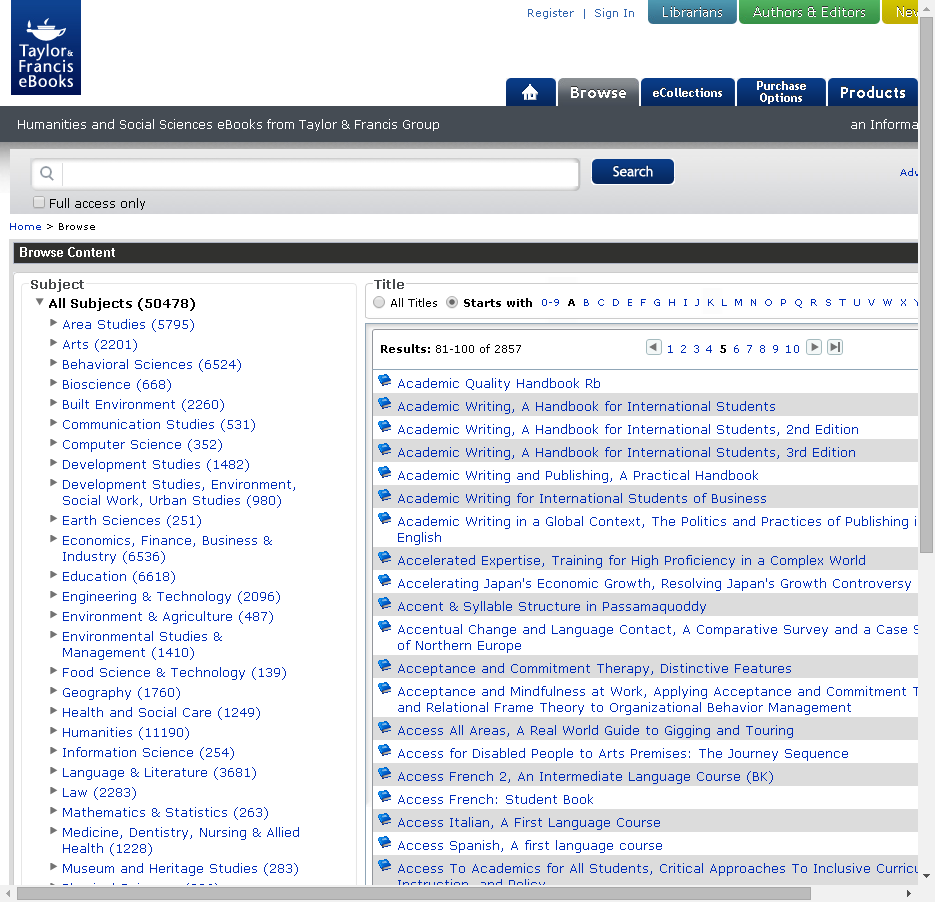 Register | Sign In
Librarians
Authors & Editors
Taylor &
Francis
eBooks
Browse
eCollections
Purchase
Options
Products
Humanities and Social Sciences eBooks from Taylor & Francis Group
an Informa
Search
Full access only
Home > Browse
Browse Content
Subject
All Subjects (50478)
Area Studies (5795)
Arts (2201)
Behavioral Sciences (6524)
Bioscience (668)
Built Environment (2260)
Communication Studies (531)
Computer Science (352)
Development Studies (1482)
Development Studies, Environment,
Social Work, Urban Studies (980)
Earth Sciences (251)
Economics, Finance, Business &
Industry (6536)
Education (6618)
Engineering & Technology (2096)
Environment & Agriculture (487)
Environmental Studies &
Management (1410)
Food Science & Technology (139)
Geography (1760)
Health and Social Care (1249)
Humanities (11190)
Information Science (254)
Language & Literature (3681)
Law (2283)
Mathematics & Statistics (263)
Medicine, Dentistry, Nursing & Allied
Health (1228)
Museum and Heritage Studies (283)
Title
All Titles Starts with 0-9 A B C D E F G H I J K L M N O P Q R S T U V W X Y
Results: 81-100 of 2857
1 2 3 4 5 6 7 8 9 10
Academic Quality Handbook Rb
Academic Writing, A Handbook for International Students
Academic Writing, A Handbook for International Students, 2nd Edition
Academic Writing, A Handbook for International Students, 3rd Edition
Academic Writing and Publishing, A Practical Handbook
Academic Writing for International Students of Business
Academic Writing in a Global Context, The Politics and Practices of Publishing i
English
Accelerated Expertise, Training for High Proficiency in a Complex World
Accelerating Japan's Economic Growth, Resolving Japan's Growth Controversy
Accent & Syllable Structure in Passamaquoddy
Accentual Change and Language Contact, A Comparative Survey and a Case S
of Northern Europe
Acceptance and Commitment Therapy, Distinctive Features
Acceptance and Mindfulness at Work, Applying Acceptance and Commitment T
and Relational Frame Theory to Organizational Behavior Management
Access All Areas, A Real World Guide to Gigging and Touring
Access for Disabled People to Arts Premises: The Journey Sequence
Access French 2, An Intermediate Language Course (BK)
Access French: Student Book
Access Italian, A First Language Course
Access Spanish, A first language course
Access To Academics for All Students, Critical Approaches To Inclusive Curricu
Instruction, and Policy